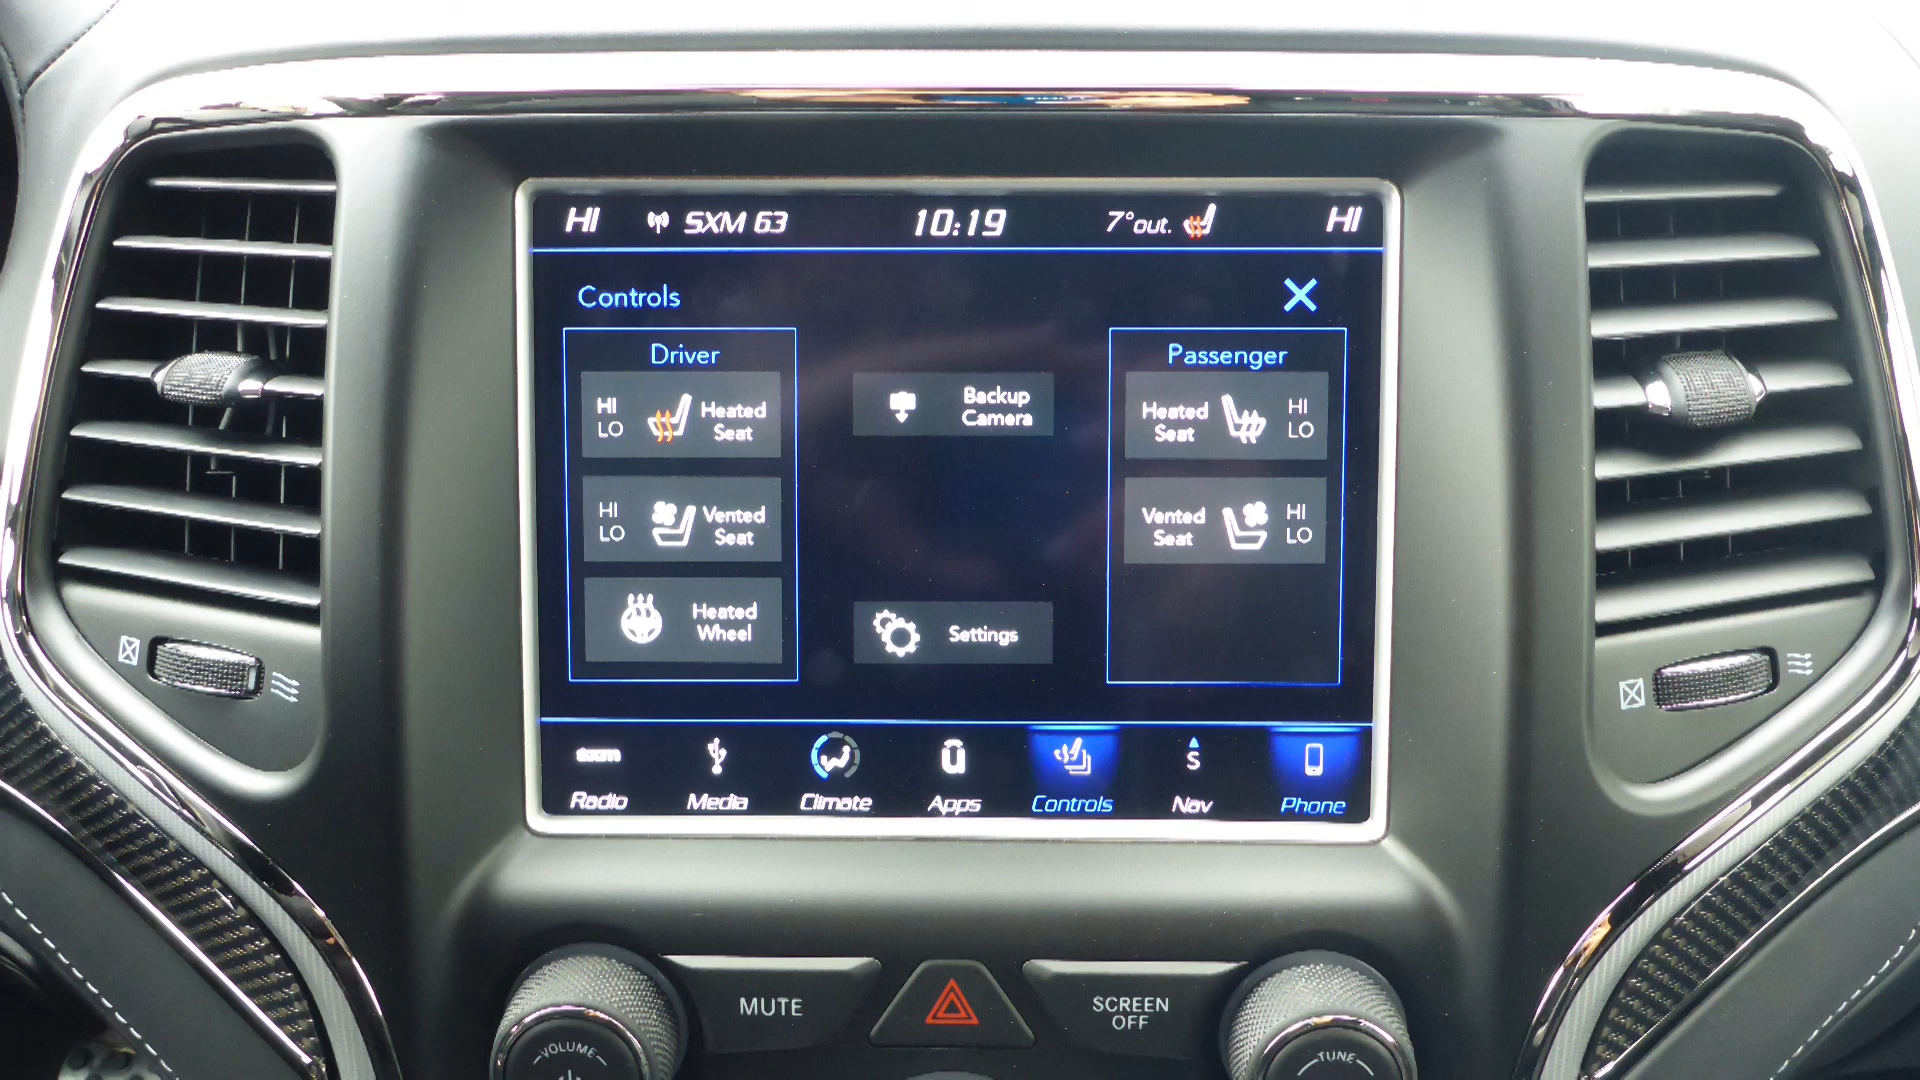 HI SXM 63 10:19 7°out. HI
Controls
Driver
HI
LO
Heated
Seat
HI
LO
Vented
Seat
Heated
Wheel
Backup
Camera
Settings
Passenger
Heated
Seat
HI
LO
Vented
Seat
HI
LO
sxm
S
Radio Media Climate Apps Controls Nav Phone
MUTE
SCREEN
OFF
VOLUME
TUNE